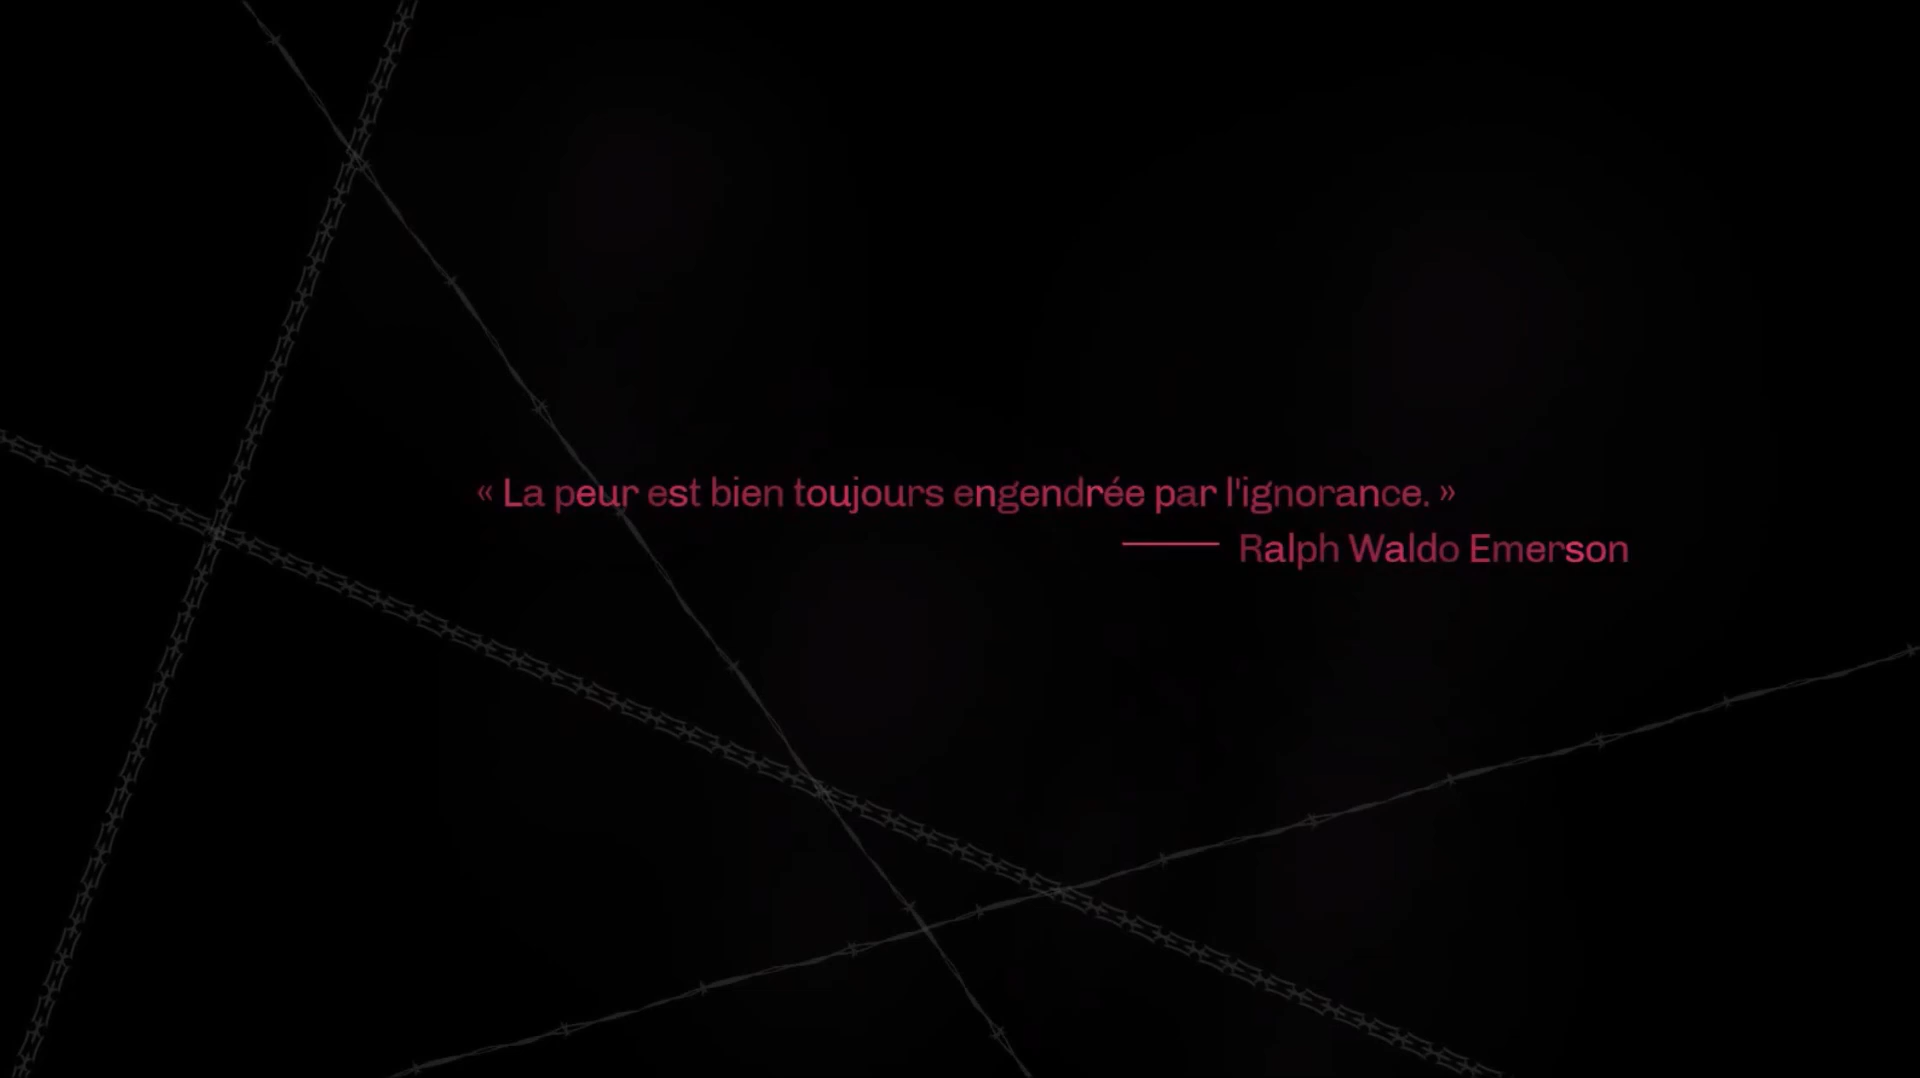 « La peur est bien toujours engendrée par l'ignorance. »
—— Ralph Waldo Emerson